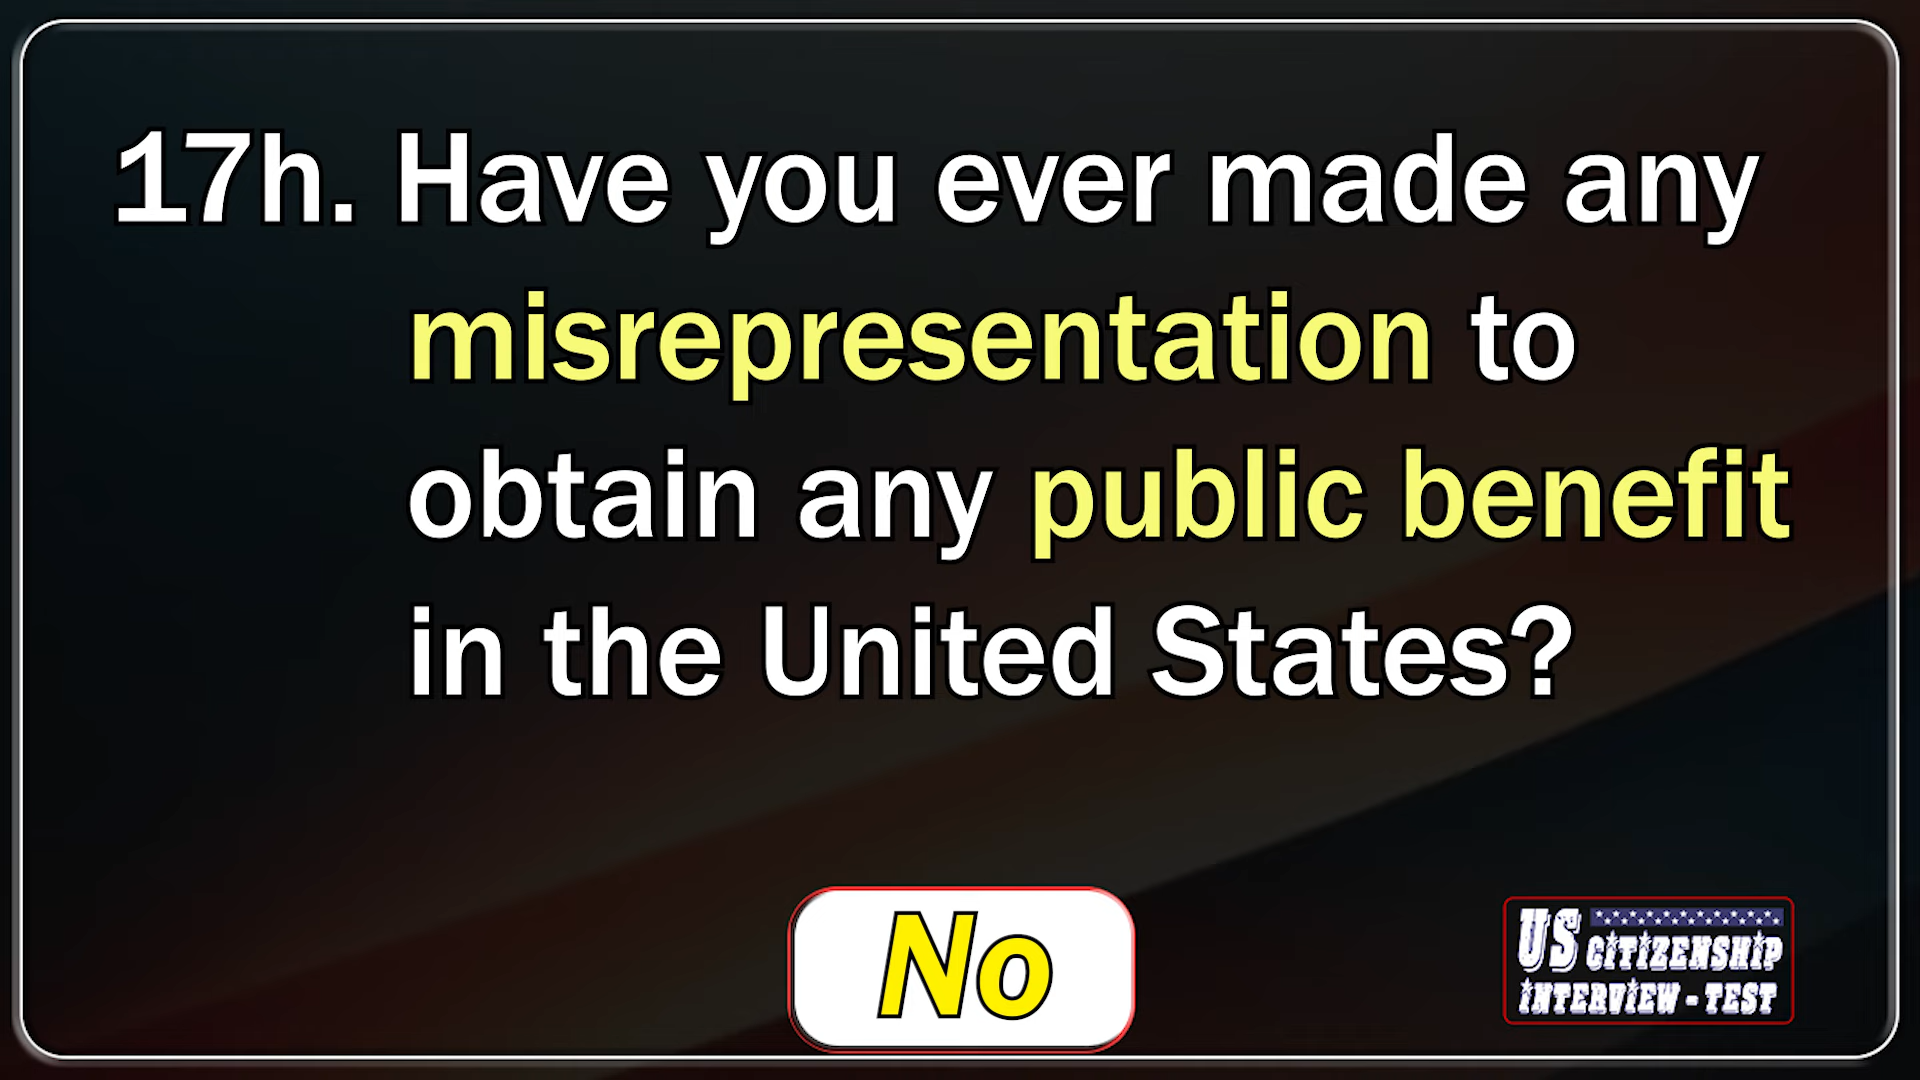 17h. Have you ever made any
misrepresentation to
obtain any public benefit
in the United States?
No
US CITIZENSHIP
INTERVIEW - TEST